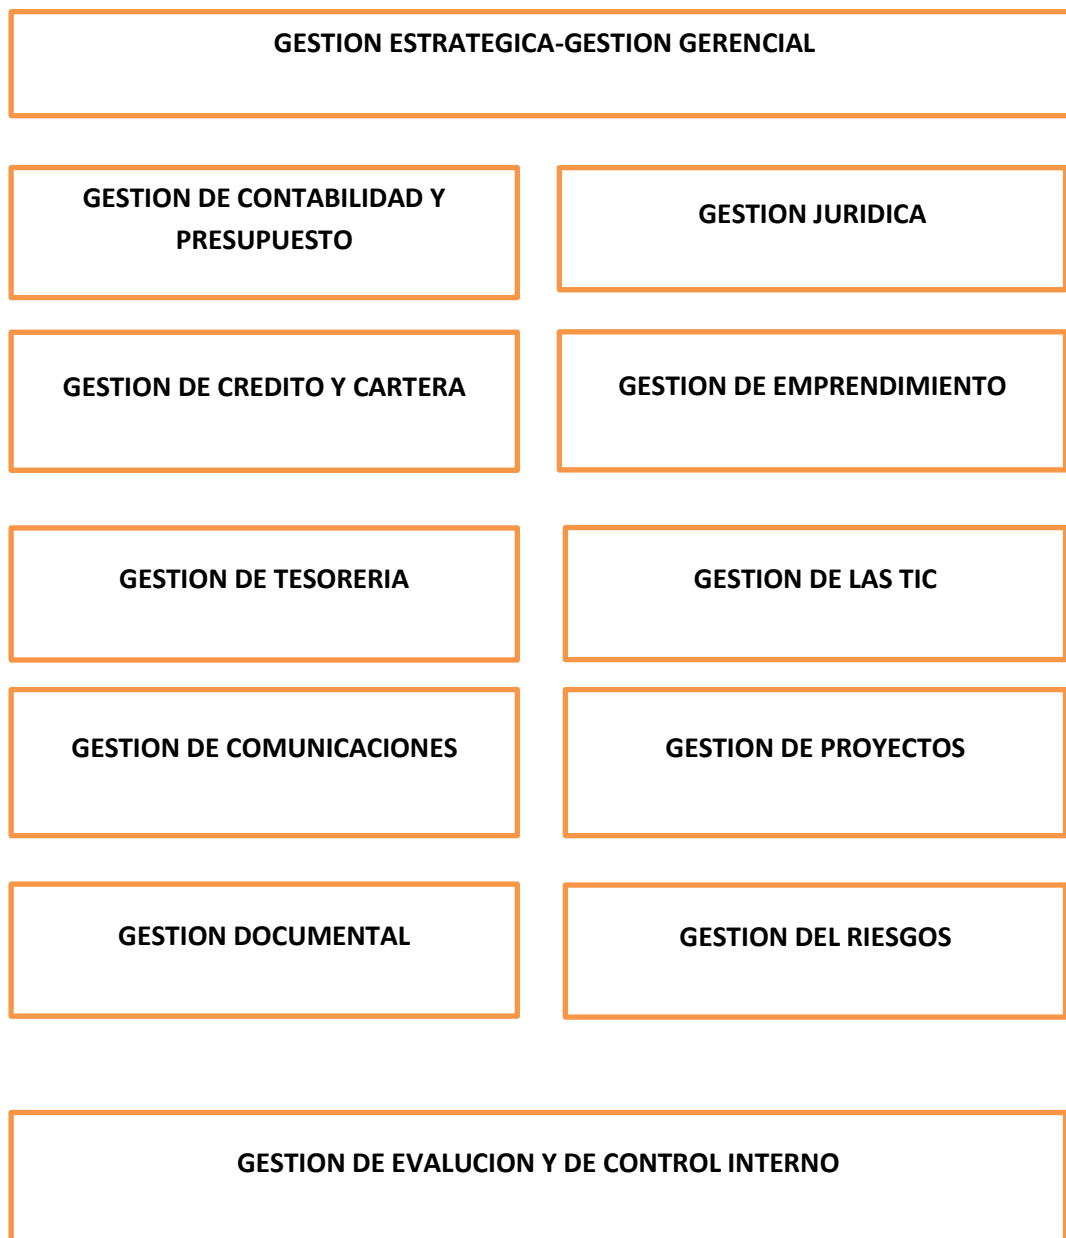 GESTION ESTRATEGICA-GESTION GERENCIAL
GESTION DE CONTABILIDAD Y
PRESUPUESTO
GESTION JURIDICA
GESTION DE CREDITO Y CARTERA
GESTION DE EMPRENDIMIENTO
GESTION DE TESORERIA
GESTION DE LAS TIC
GESTION DE COMUNICACIONES
GESTION DE PROYECTOS
GESTION DOCUMENTAL
GESTION DEL RIESGOS
GESTION DE EVALUCION Y DE CONTROL INTERNO